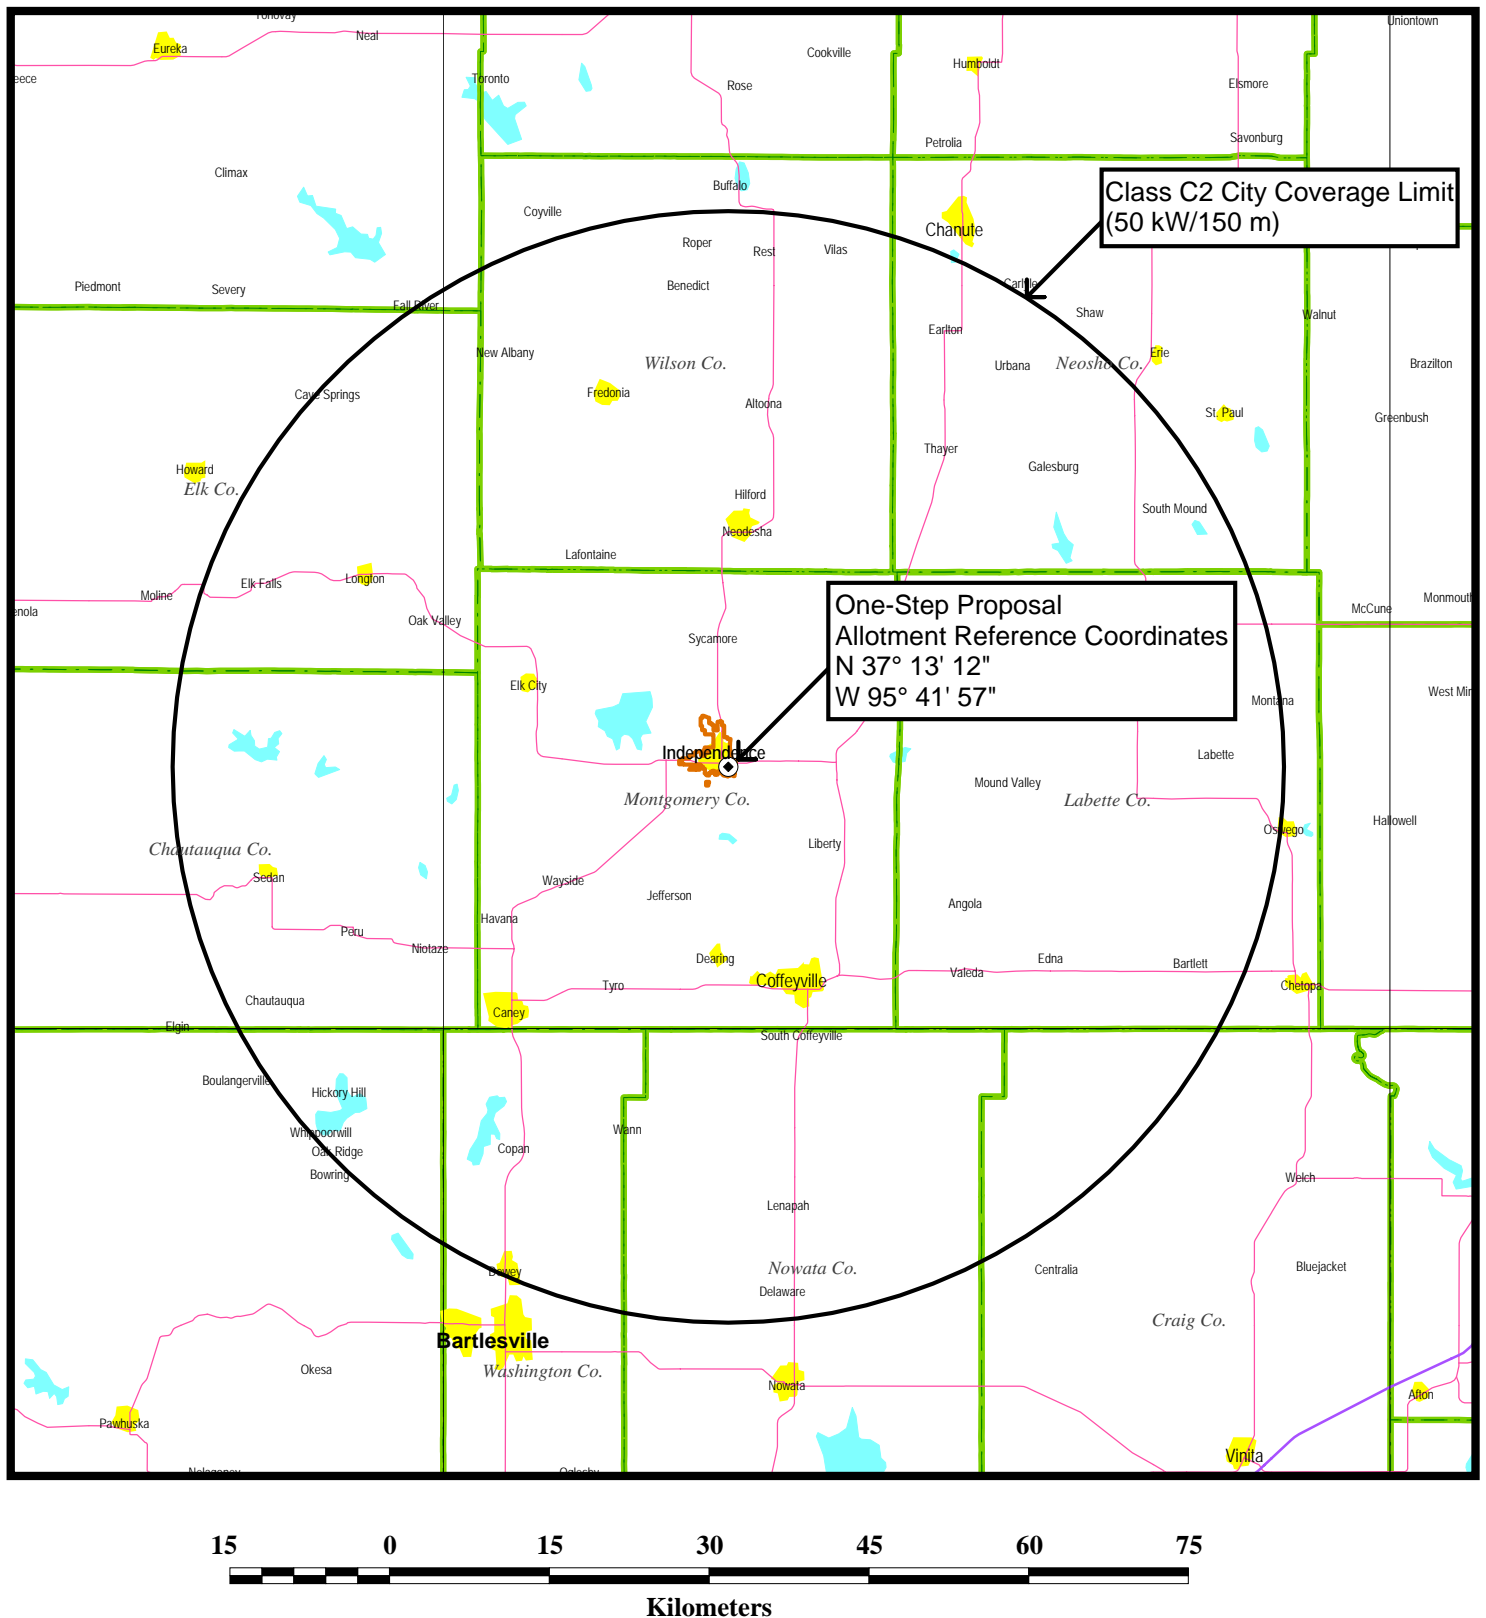 Toronto
Uniontown
Neal
Eureka
Cookville
Humboldt
eece
Toronto
Rose
Elsmore
Petrolia
Savonburg
Climax
Buffalo
Class C2 City Coverage Limit
(50 kW/150 m)
Coyville
Chanute
Roper
Rest
Vilas
Piedmont
Severy
Benedict
Carlyle
Fall River
Shaw
Walnut
Earlton
New Albany
Wilson Co.
Urbana
Neosho Co.
Erie
Brazilton
Cave Springs
Fredonia
Altoona
St. Paul
Greenbush
Thayer
Howard
Elk Co.
Galesburg
Hilford
South Mound
Neodesha
Lafontaine
Elk Falls
Longton
Moline
enola
Oak Valley
One-Step Proposal
Allotment Reference Coordinates
N 37° 13' 12"
W 95° 41' 57"
McCune
Monmouth
Sycamore
Elk City
Montana
West Min
Independence
Labette
Mound Valley
Montgomery Co.
Labette Co.
Hallowell
Oswego
Chautauqua Co.
Liberty
Sedan
Wayside
Jefferson
Angola
Havana
Peru
Niotaze
Dearing
Edna
Bartlett
Valeda
Coffeyville
Tyro
Chetopa
Chautauqua
Caney
Elgin
South Coffeyville
Boulangerville
Hickory Hill
Whippoorwill
Wann
Oak Ridge
Copan
Bowring
Welch
Lenapah
Dewey
Nowata Co.
Centralia
Bluejacket
Delaware
Craig Co.
Bartlesville
Okesa
Washington Co.
Nowata
Afton
Pawhuska
Vinita
Nelagoney
Oglesby
15 0 15 30 45 60 75
Kilometers